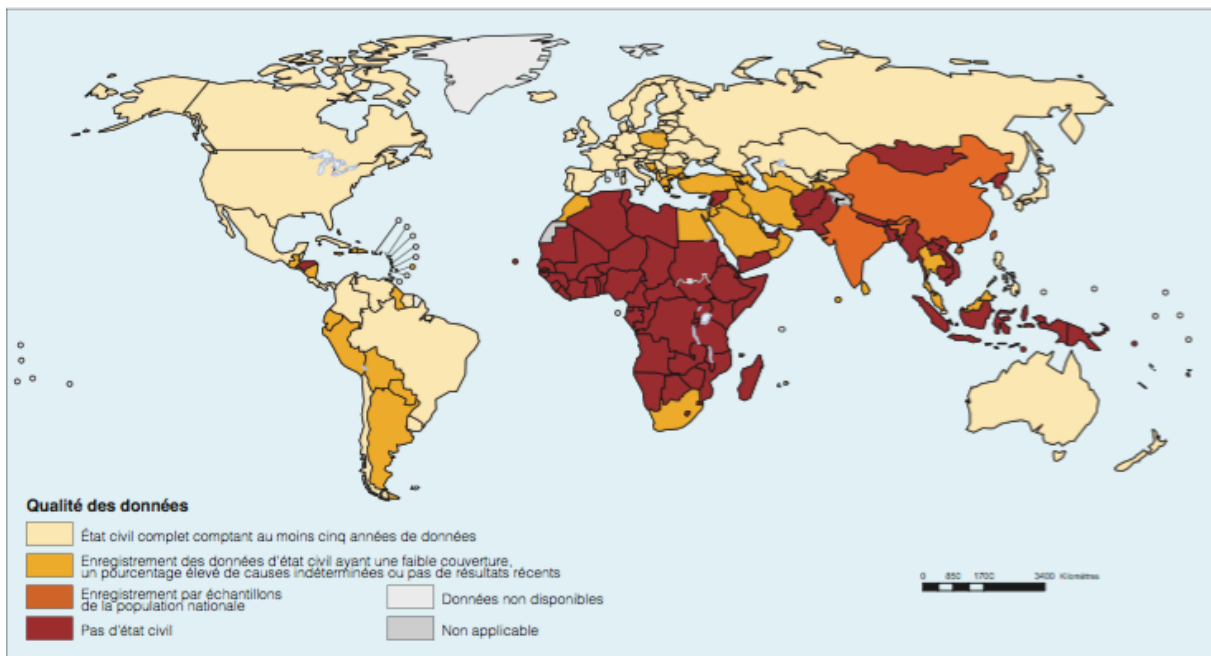 Qualité des données
État civil complet comptant au moins cinq années de données
Enregistrement des données d'état civil ayant une faible couverture,
un pourcentage élevé de causes indéterminées ou pas de résultats récents
Enregistrement par échantillons
de la population nationale
Pas d'état civil
Données non disponibles
Non applicable
0 850 1700 3400 Kilomètres